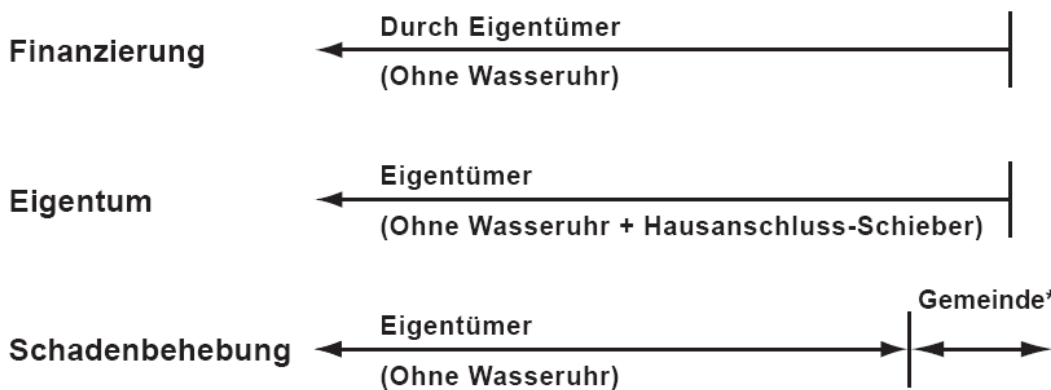 Finanzierung
Durch Eigentümer
(Ohne Wasseruhr)
Eigentum
Eigentümer
(Ohne Wasseruhr + Hausanschluss-Schieber)
Gemeinde*
Schadenbehebung
Eigentümer
(Ohne Wasseruhr)